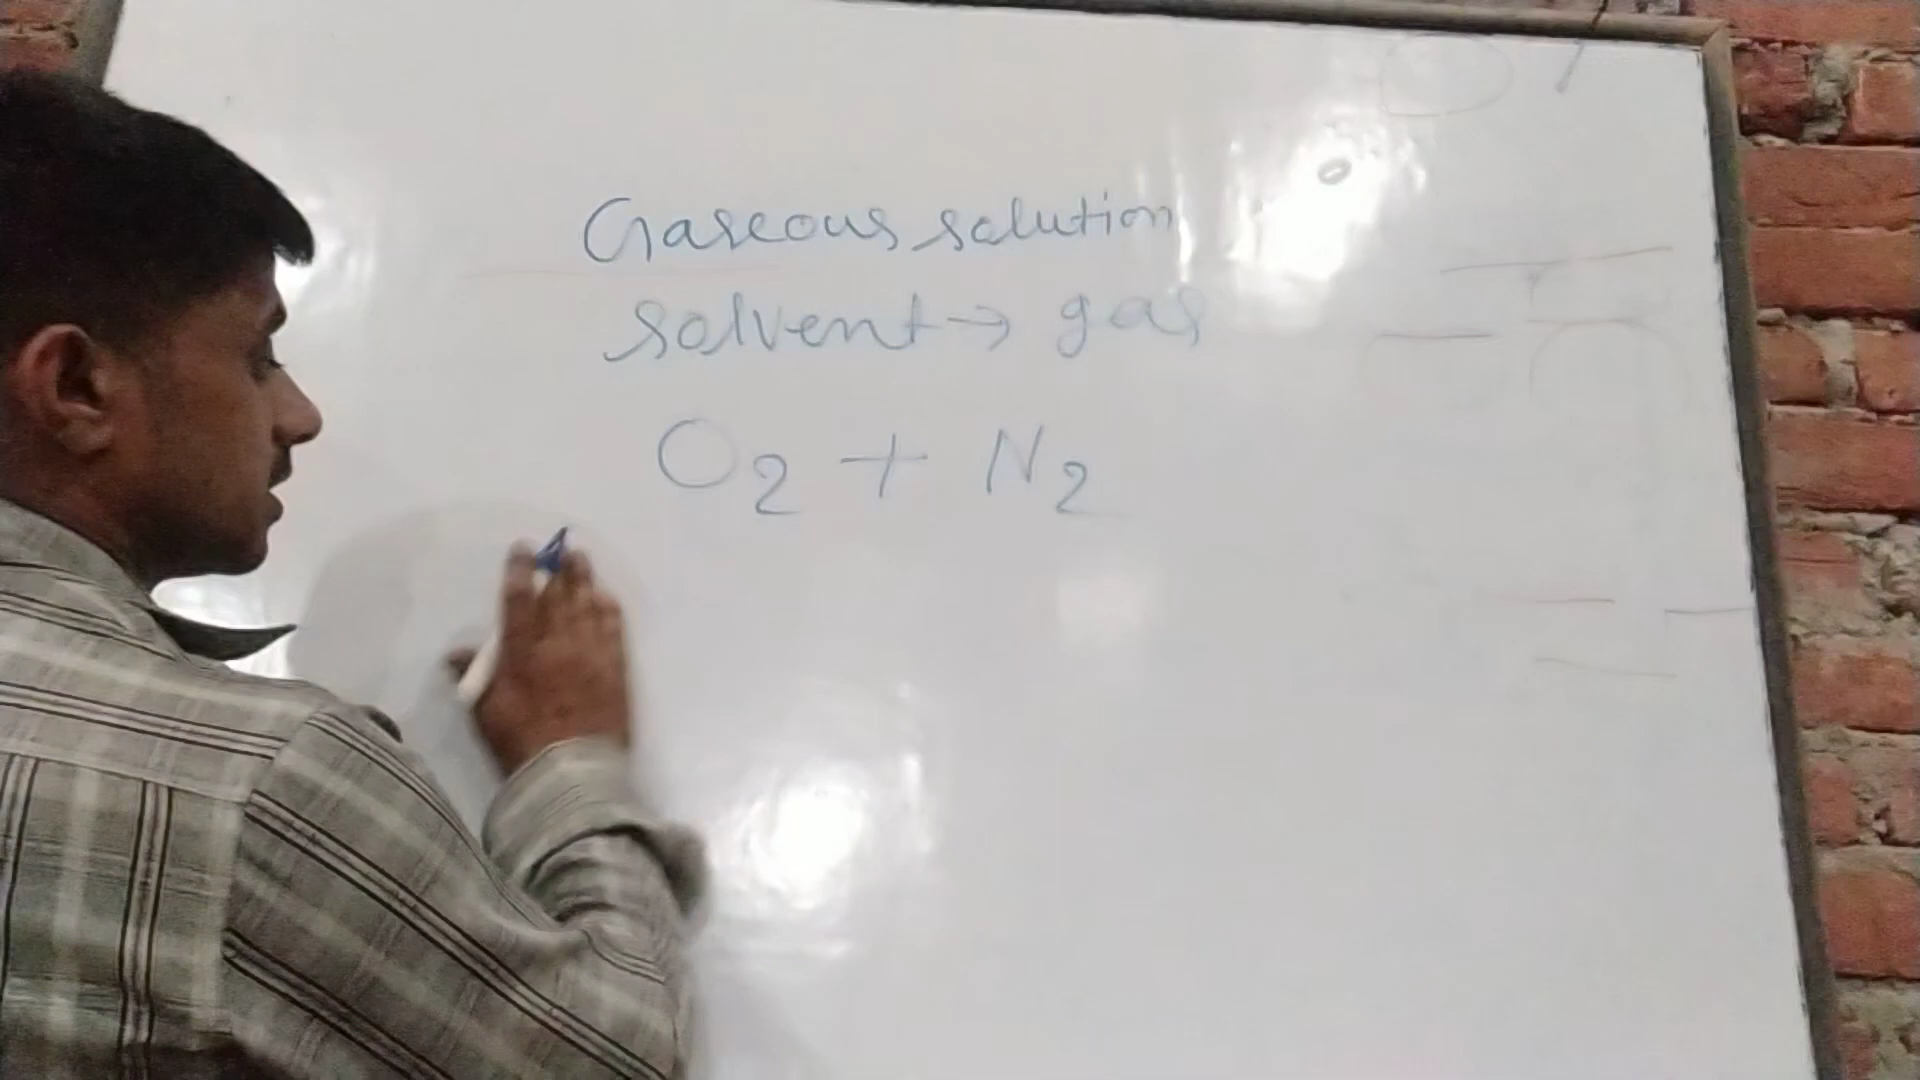 Gaseous solution
solvent → gas
O₂ + N₂